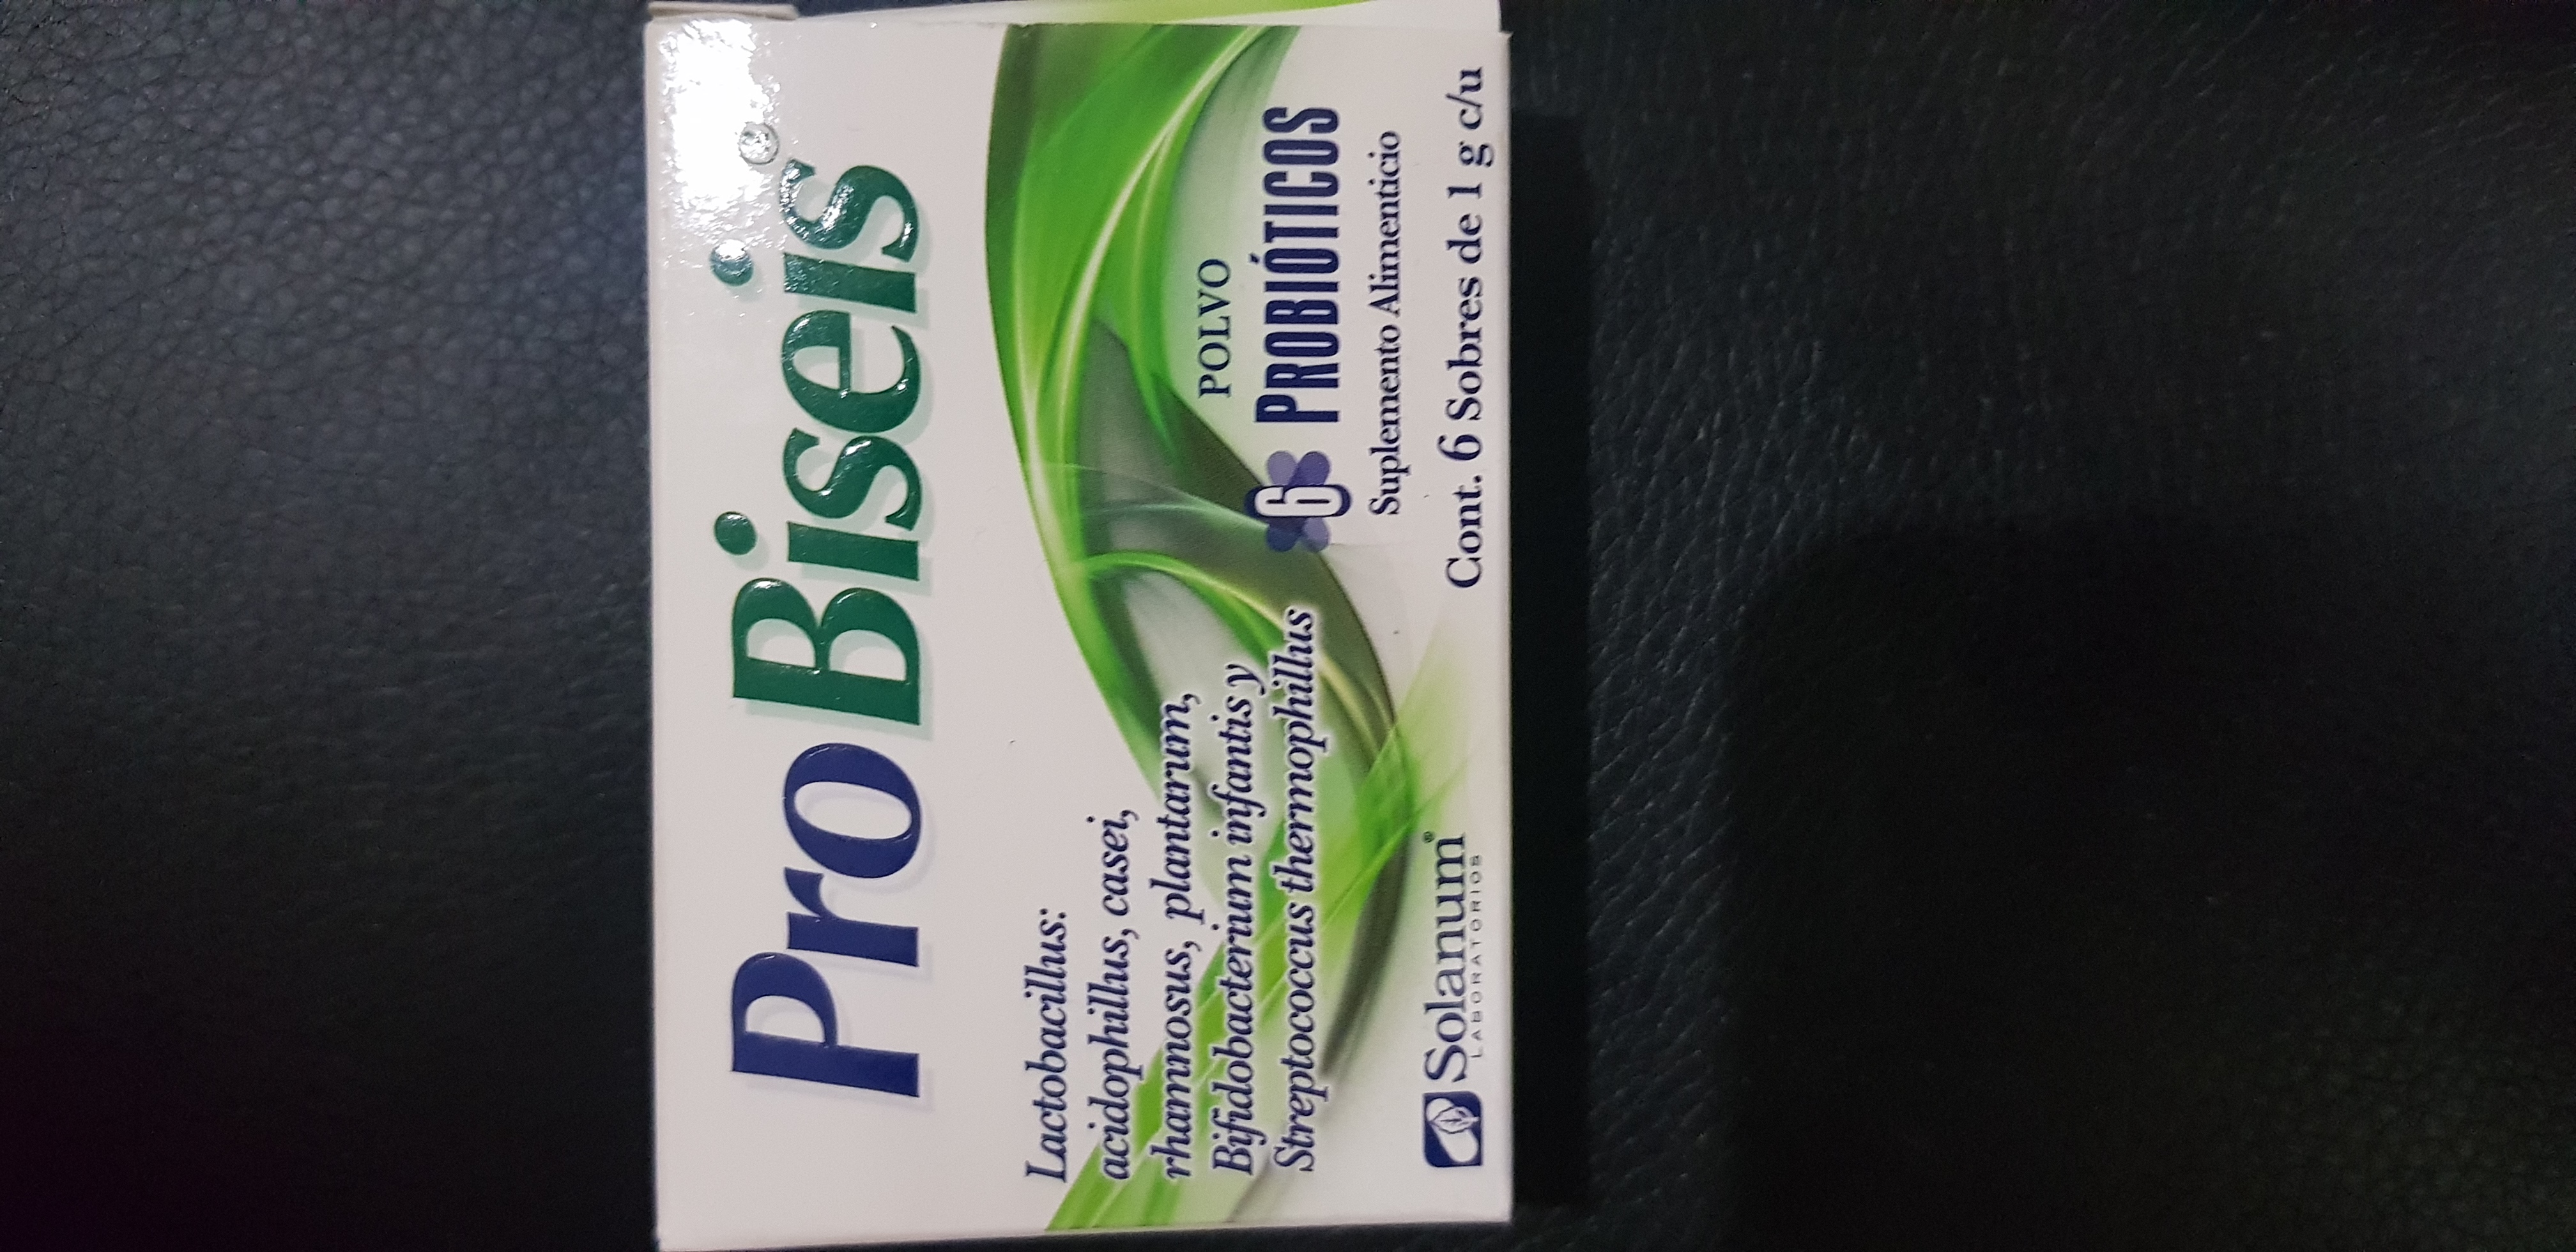 ProBiseis®
Lactobacillus:
acidophillus, casei,
rhamnosus, plantarum,
Bifidobacterium infantis y
Streptococcus thermophillus
POLVO
6 PROBIÓTICOS
Suplemento Alimenticio
Solanum®
LABORATORIOS
Cont. 6 Sobres de 1 g c/u